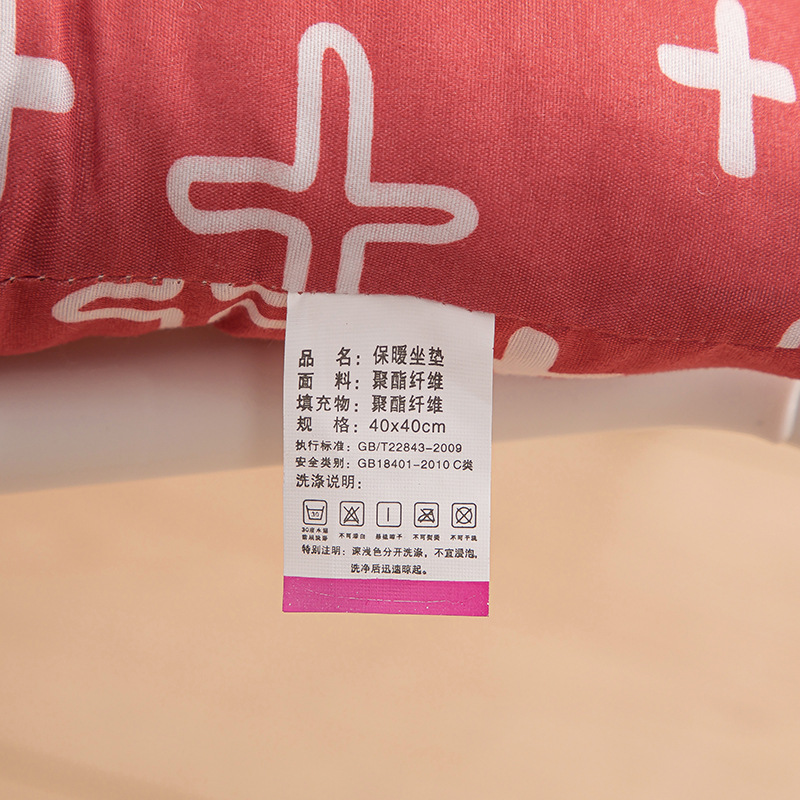 品 名：保暖坐垫
面 料：聚酯纤维
填充物：聚酯纤维
规 格：40x40cm
执行标准：GB/T22843-2009
安全类别：GB18401-2010 C类
洗涤说明：
30
不可漂白 悬挂晾干 不可熨烫 不可干洗
特别注明：深浅色分开洗涤，不宜浸泡，
洗净后迅速晾起。